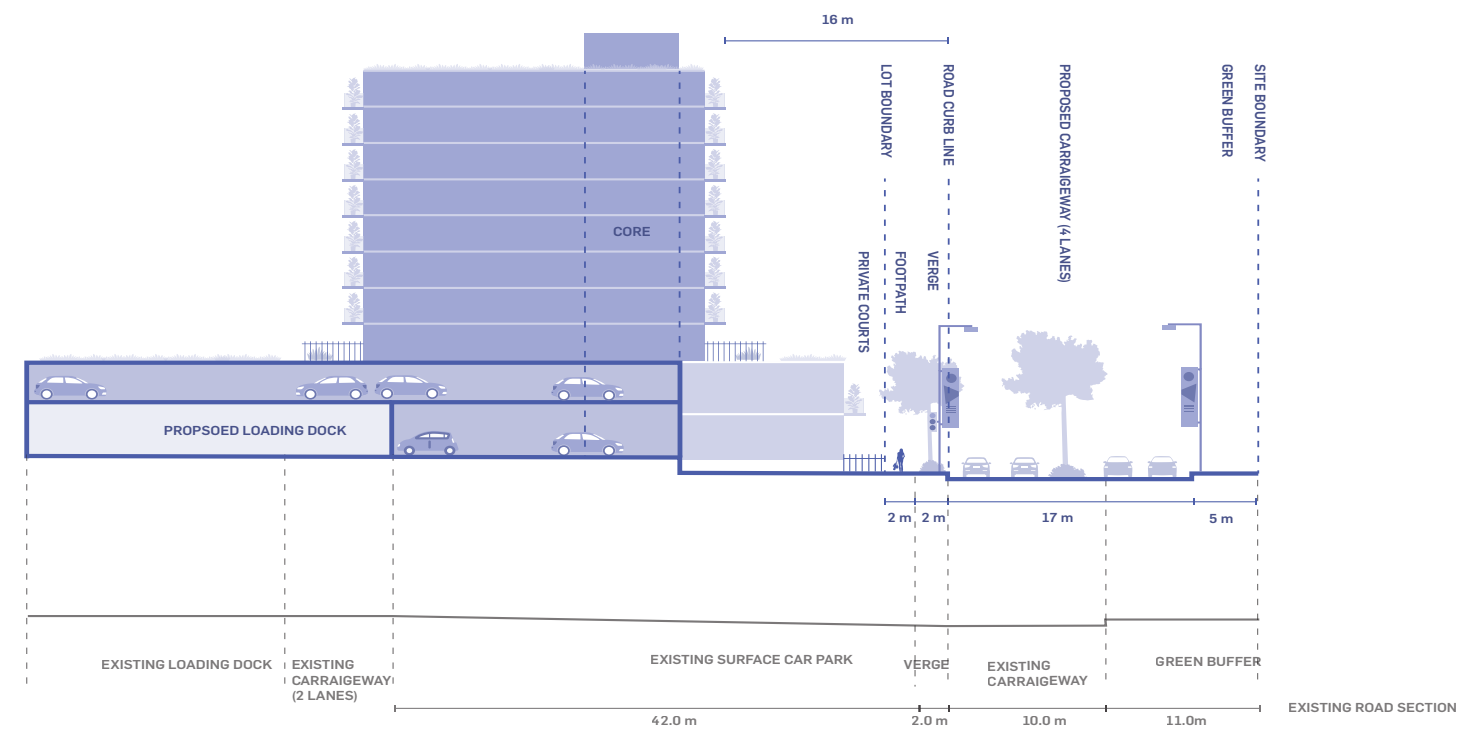 16 m
LOT BOUNDARY
ROAD CURB LINE
PROPOSED CARRAIGEWAY (4 LANES)
GREEN BUFFER
SITE BOUNDARY
CORE
PRIVATE COURTS
FOOTPATH
VERGE
PROPSOED LOADING DOCK
2 m
2 m
17 m
5 m
EXISTING LOADING DOCK
EXISTING
CARRAIGEWAY
(2 LANES)
EXISTING SURFACE CAR PARK
VERGE
EXISTING
CARRAIGEWAY
GREEN BUFFER
42.0 m
2.0 m
10.0 m
11.0m
EXISTING ROAD SECTION